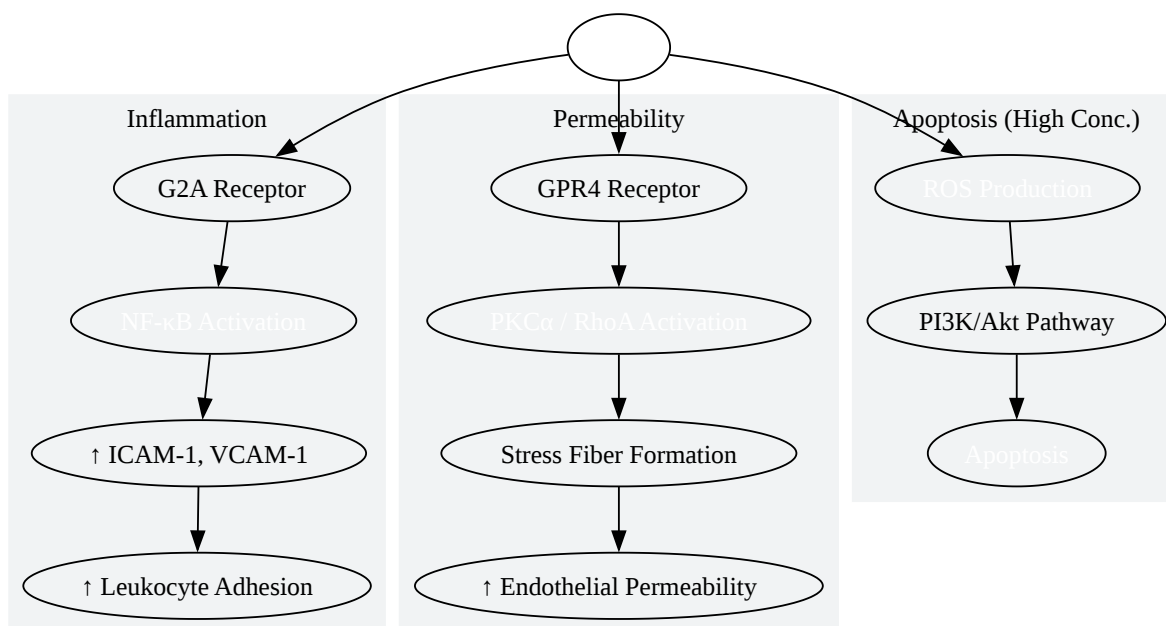 Inflammation
Permeability
Apoptosis (High Conc.)
G2A Receptor
GPR4 Receptor
ROS Production
NF-κB Activation
PKCα / RhoA Activation
PI3K/Akt Pathway
↑ ICAM-1, VCAM-1
Stress Fiber Formation
Apoptosis
↑ Leukocyte Adhesion
↑ Endothelial Permeability